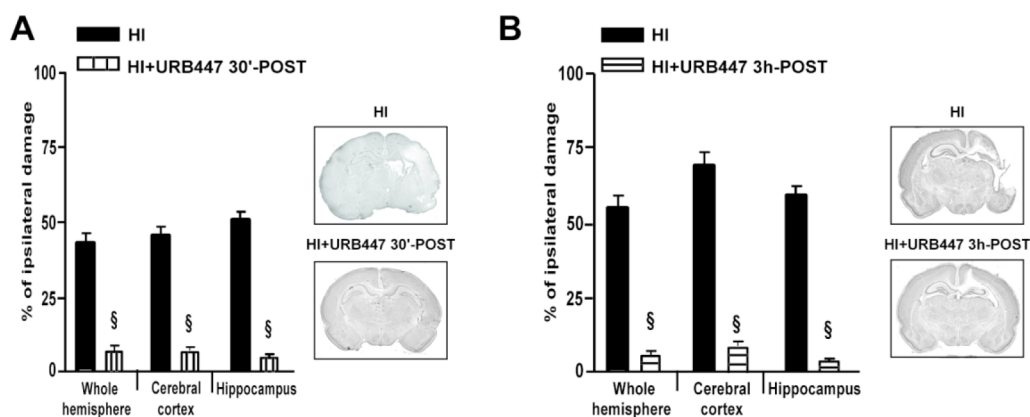 A
HI
HI+URB447 30'-POST
% of ipsilateral damage
100
75
50
25
0
Whole hemisphere
Cerebral cortex
Hippocampus
HI
HI+URB447 30'-POST
B
HI
HI+URB447 3h-POST
% of ipsilateral damage
100
75
50
25
0
§
§
§
§
§
§
Whole hemisphere
Cerebral cortex
Hippocampus
HI
HI+URB447 3h-POST